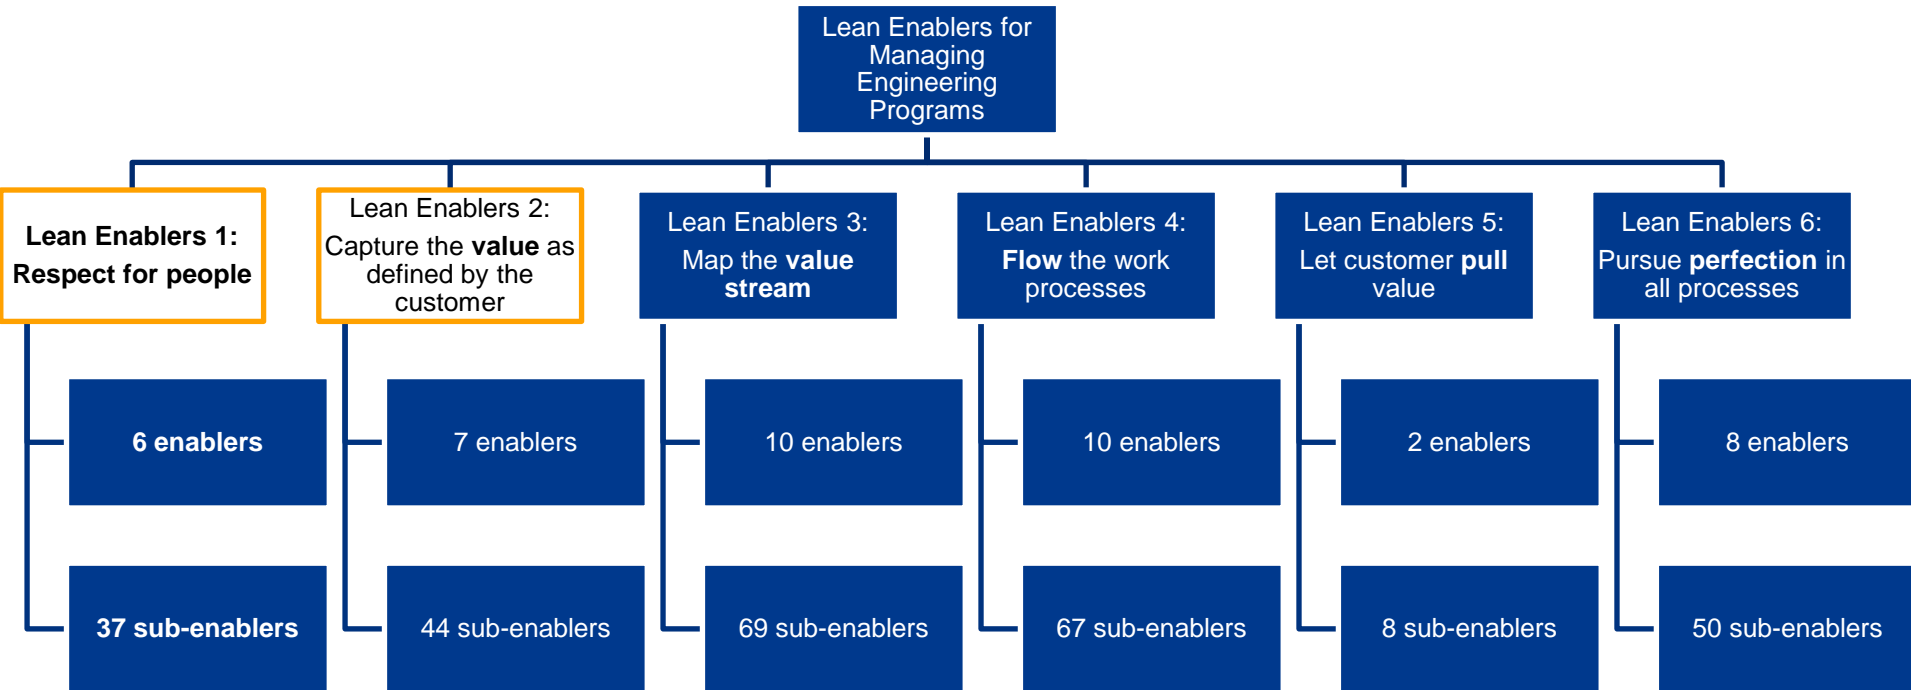 Lean Enablers for
Managing
Engineering
Programs
Lean Enablers 1:
Respect for people
Lean Enablers 2:
Capture the value as
defined by the
customer
Lean Enablers 3:
Map the value
stream
Lean Enablers 4:
Flow the work
processes
Lean Enablers 5:
Let customer pull
value
Lean Enablers 6:
Pursue perfection in
all processes
6 enablers
7 enablers
10 enablers
10 enablers
2 enablers
8 enablers
37 sub-enablers
44 sub-enablers
69 sub-enablers
67 sub-enablers
8 sub-enablers
50 sub-enablers